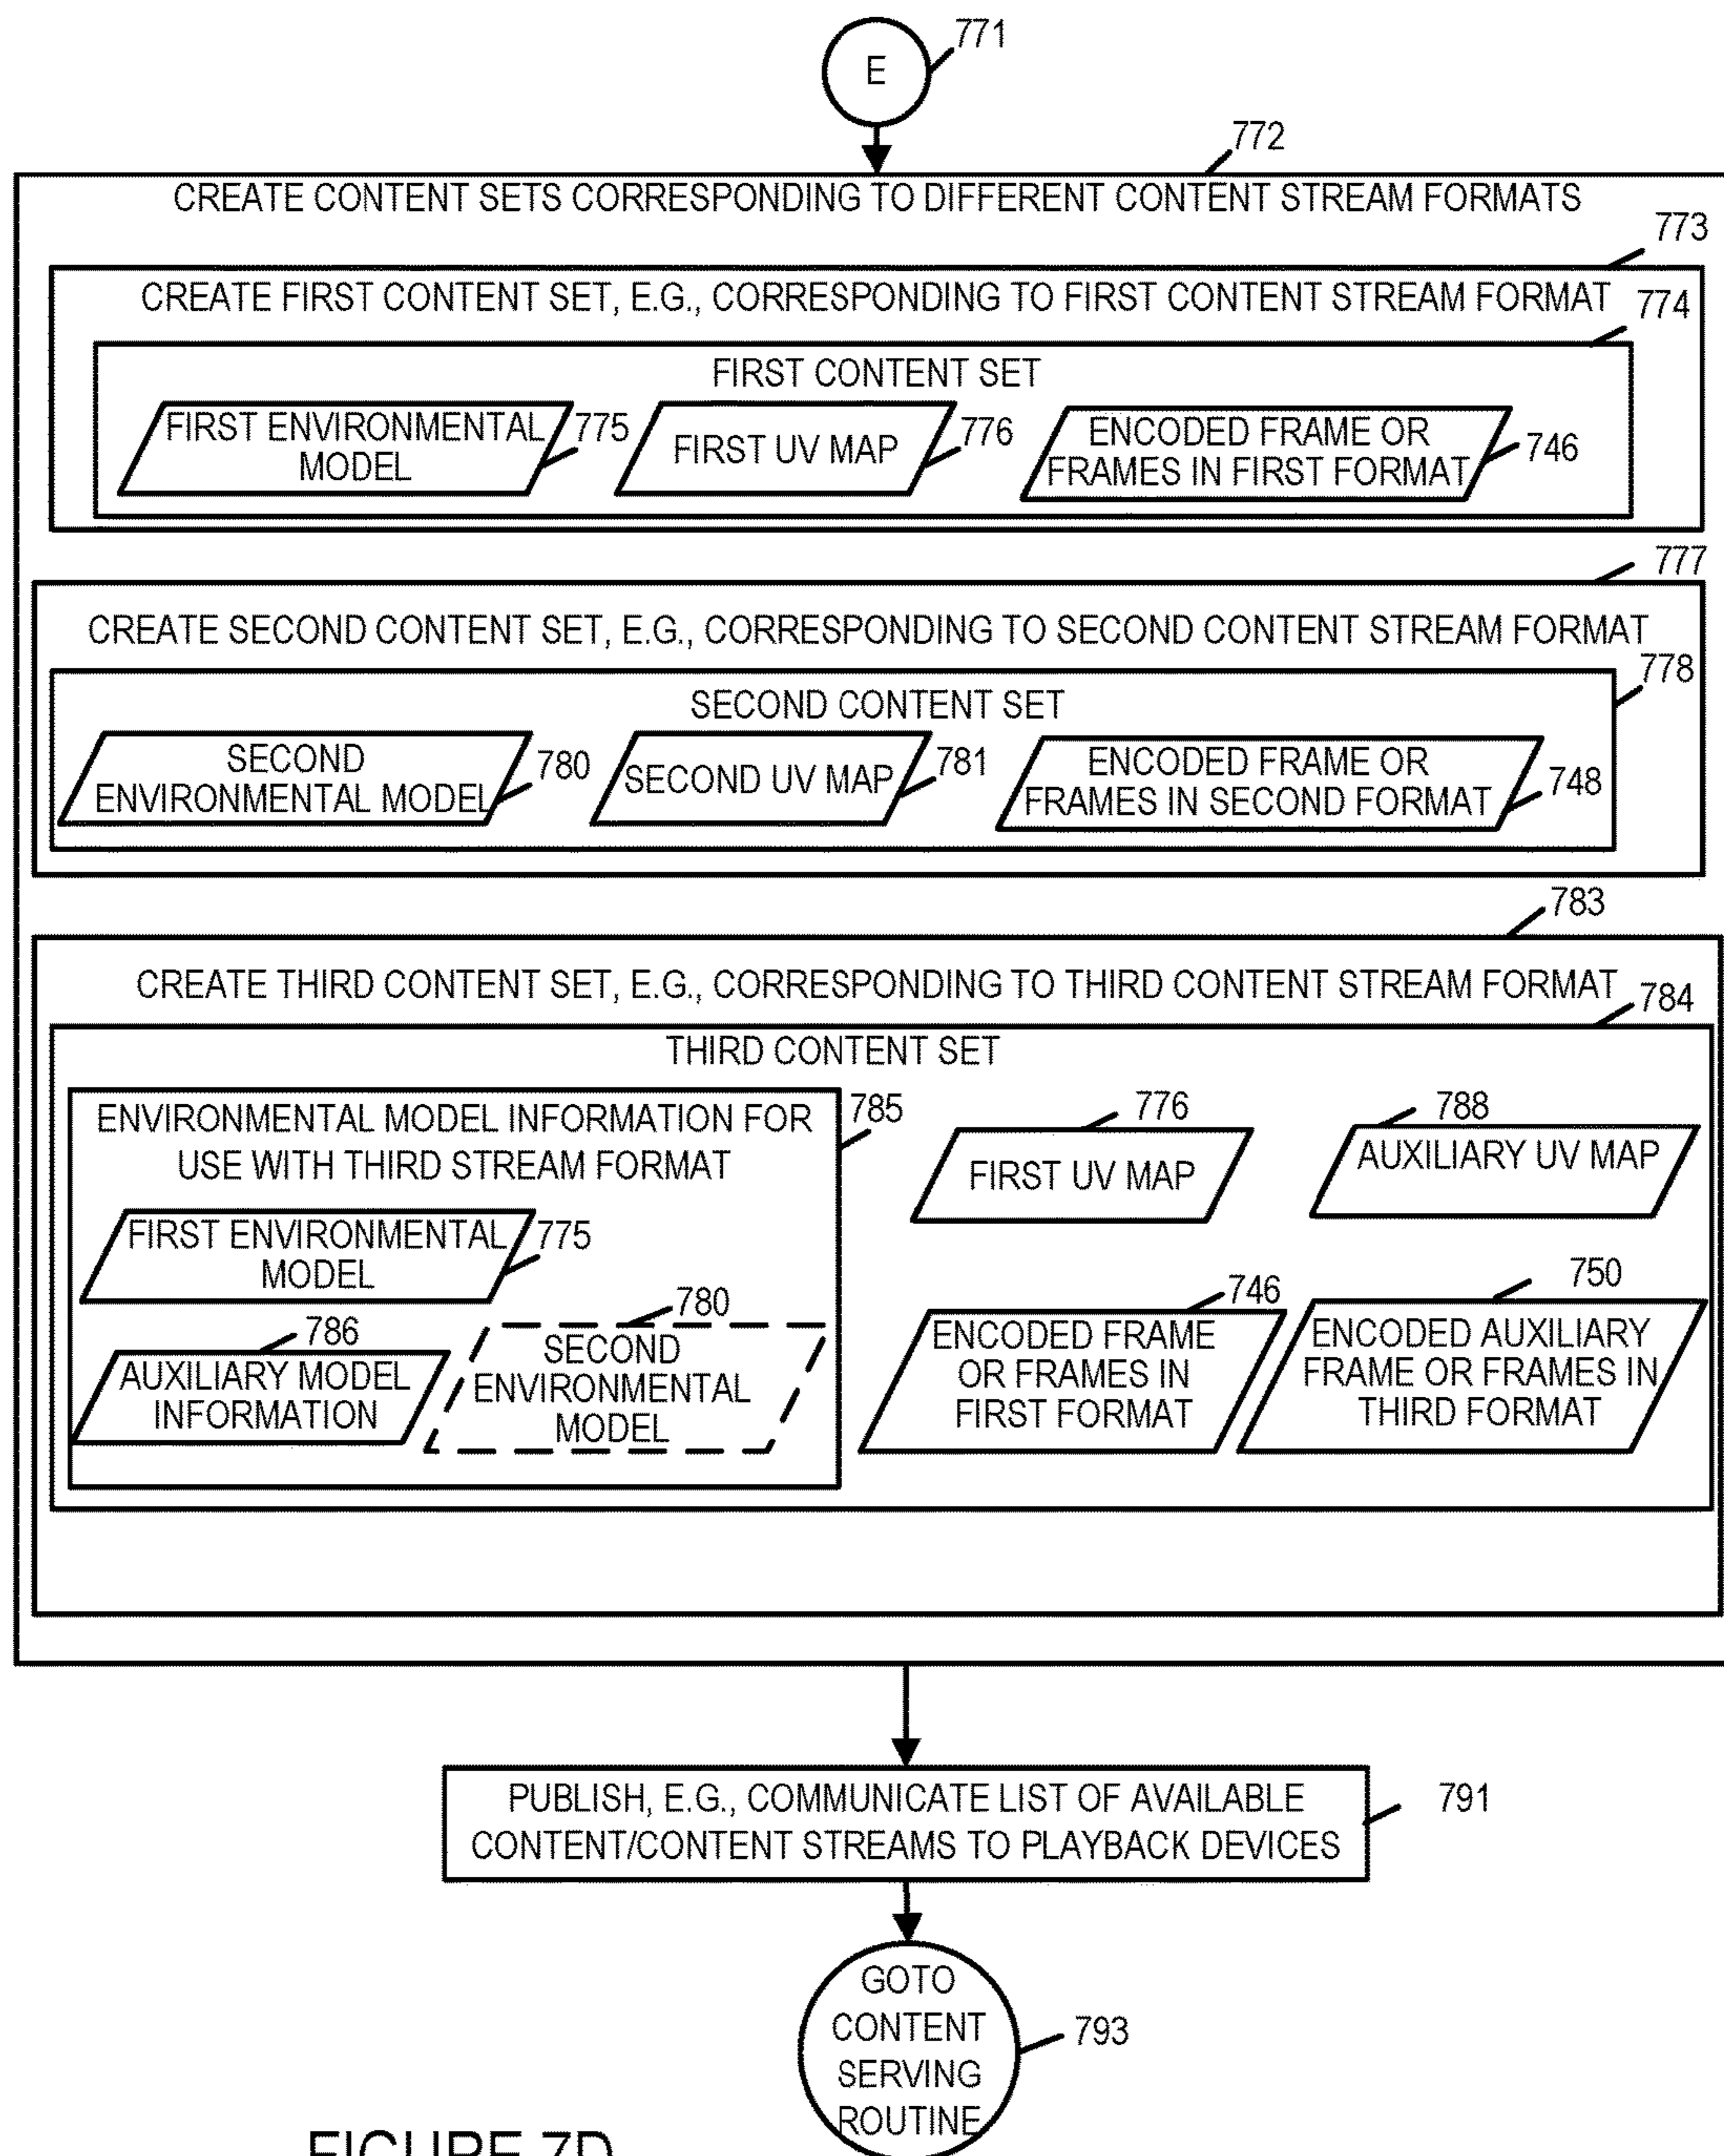 E
771
772
CREATE CONTENT SETS CORRESPONDING TO DIFFERENT CONTENT STREAM FORMATS
773
CREATE FIRST CONTENT SET, E.G., CORRESPONDING TO FIRST CONTENT STREAM FORMAT
774
FIRST CONTENT SET
FIRST ENVIRONMENTAL
MODEL
775
FIRST UV MAP
776
ENCODED FRAME OR
FRAMES IN FIRST FORMAT
746
777
CREATE SECOND CONTENT SET, E.G., CORRESPONDING TO SECOND CONTENT STREAM FORMAT
778
SECOND CONTENT SET
SECOND
ENVIRONMENTAL MODEL
780
SECOND UV MAP
781
ENCODED FRAME OR
FRAMES IN SECOND FORMAT
748
783
CREATE THIRD CONTENT SET, E.G., CORRESPONDING TO THIRD CONTENT STREAM FORMAT
784
THIRD CONTENT SET
ENVIRONMENTAL MODEL INFORMATION FOR
USE WITH THIRD STREAM FORMAT
785
FIRST ENVIRONMENTAL
MODEL
775
786
AUXILIARY MODEL
INFORMATION
780
SECOND
ENVIRONMENTAL
MODEL
776
FIRST UV MAP
788
AUXILIARY UV MAP
746
ENCODED FRAME
OR FRAMES IN
FIRST FORMAT
750
ENCODED AUXILIARY
FRAME OR FRAMES IN
THIRD FORMAT
PUBLISH, E.G., COMMUNICATE LIST OF AVAILABLE
CONTENT/CONTENT STREAMS TO PLAYBACK DEVICES
791
GOTO
CONTENT
SERVING
ROUTINE
793
FIGURE 7D